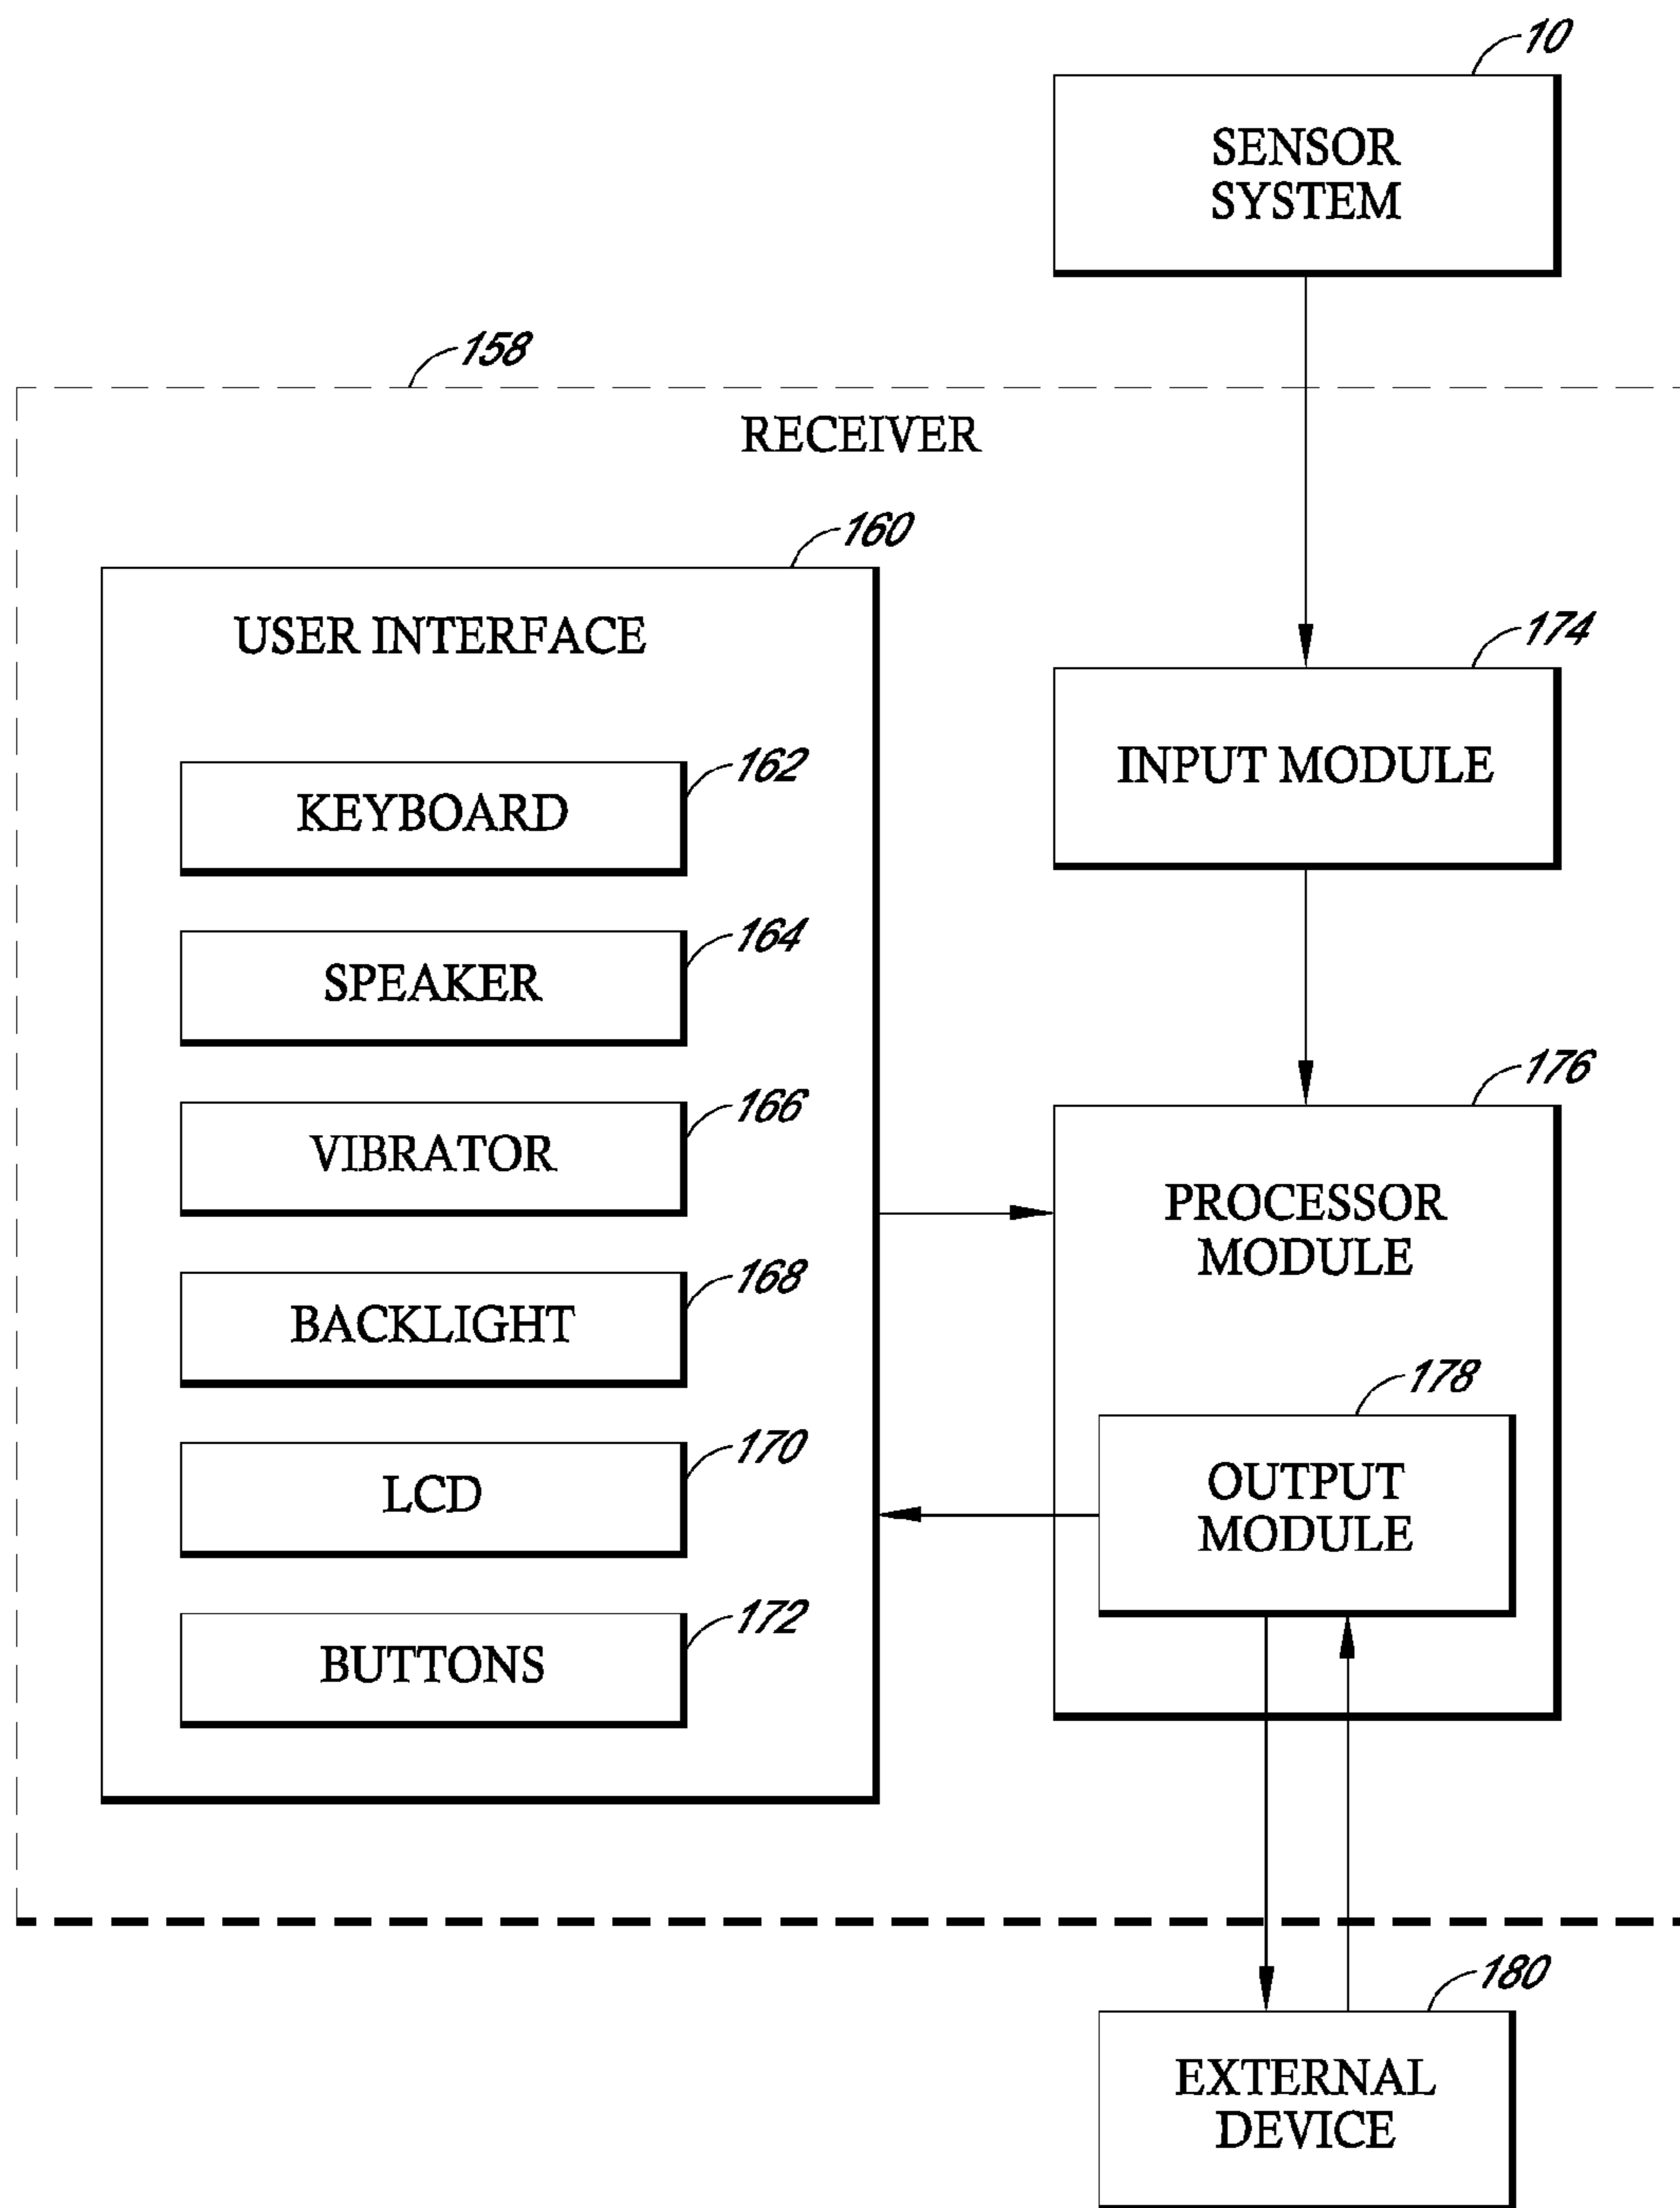 10
SENSOR
SYSTEM
158
RECEIVER
160
USER INTERFACE
162
KEYBOARD
164
SPEAKER
166
VIBRATOR
168
BACKLIGHT
170
LCD
172
BUTTONS
174
INPUT MODULE
176
PROCESSOR
MODULE
178
OUTPUT
MODULE
180
EXTERNAL
DEVICE